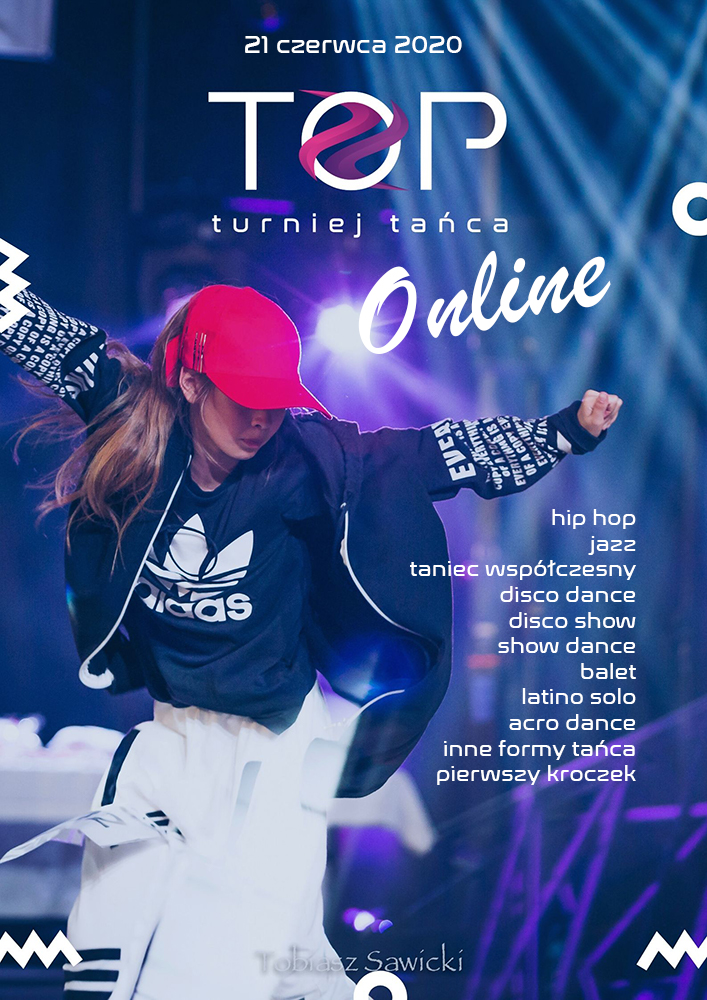 21 czerwca 2020
TOP
turniej tańca
Online
hip hop
jazz
taniec współczesny
disco dance
disco show
show dance
balet
latino solo
acro dance
inne formy tańca
pierwszy kroczek
adidas
Tobiasz Sawicki